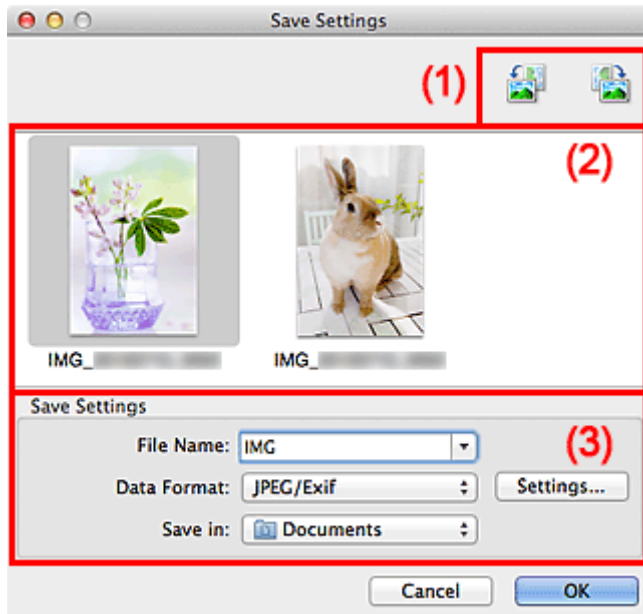 Save Settings
(1)
(2)
IMG_
IMG_
Save Settings
(3)
File Name: IMG
Data Format: JPEG/Exif Settings...
Save in: Documents
Cancel OK